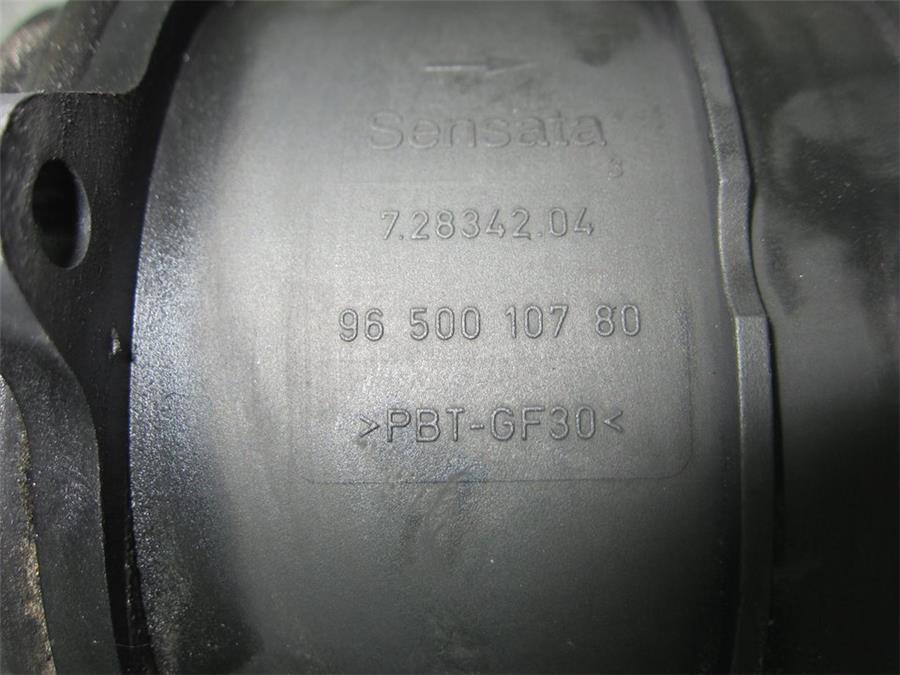 Sensata
7.28342.04
96 500 107 80
>PBT-GF30<